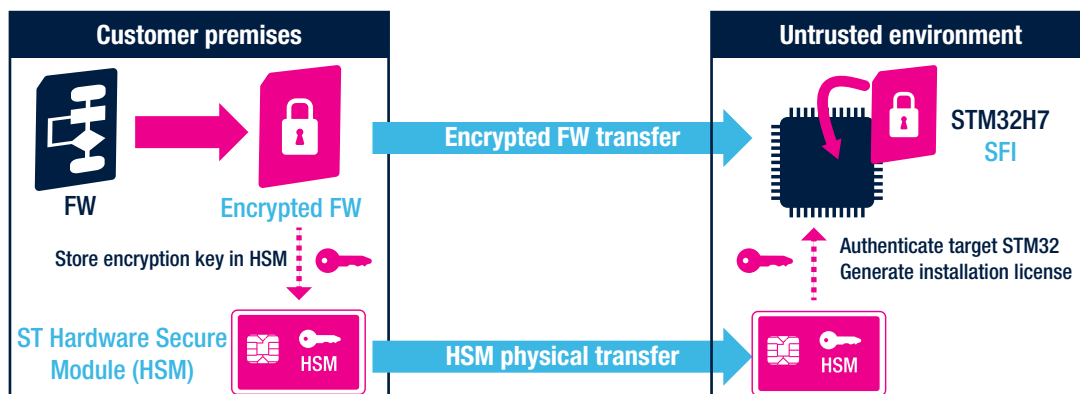 Customer premises
Untrusted environment
FW
Encrypted FW
Encrypted FW transfer
STM32H7
SFI
Store encryption key in HSM
Authenticate target STM32
Generate installation license
ST Hardware Secure
Module (HSM)
HSM
HSM physical transfer
HSM